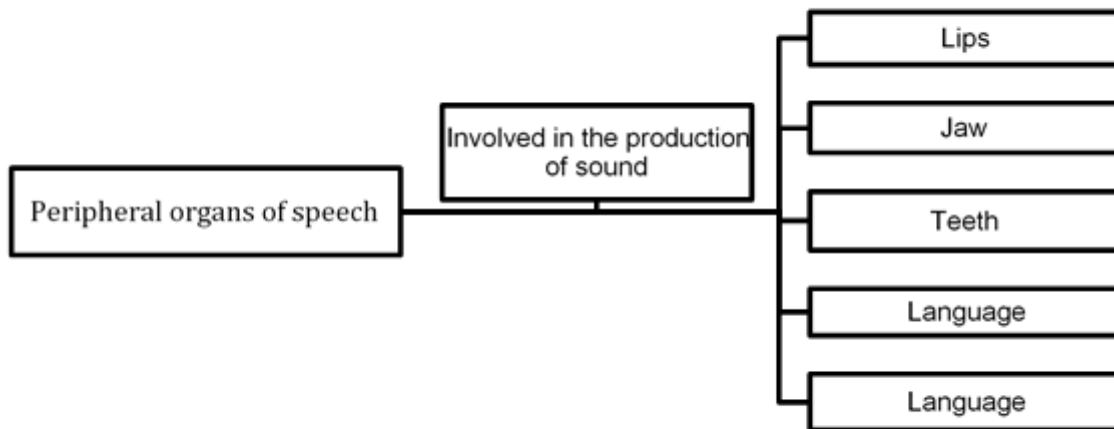 Peripheral organs of speech
Involved in the production
of sound
Lips
Jaw
Teeth
Language
Language